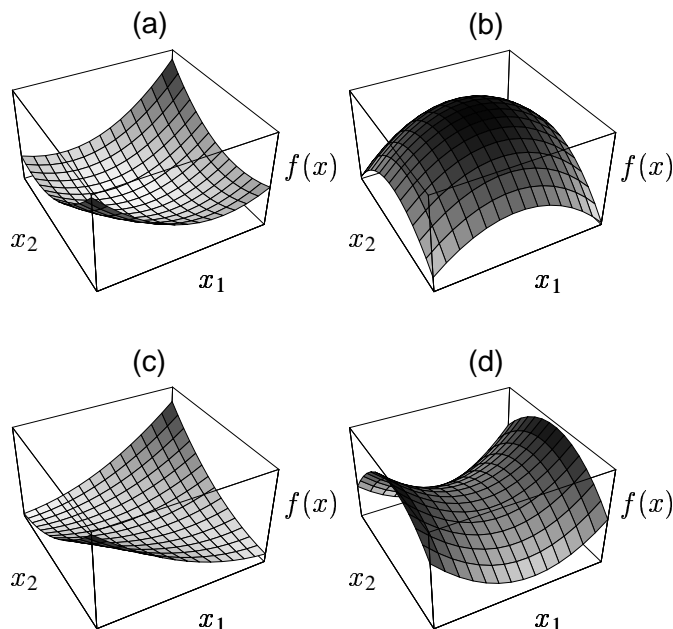 (a) (b)
f(x) f(x)
x₂ x₂
x₁ x₁
(c) (d)
f(x) f(x)
x₂ x₂
x₁ x₁